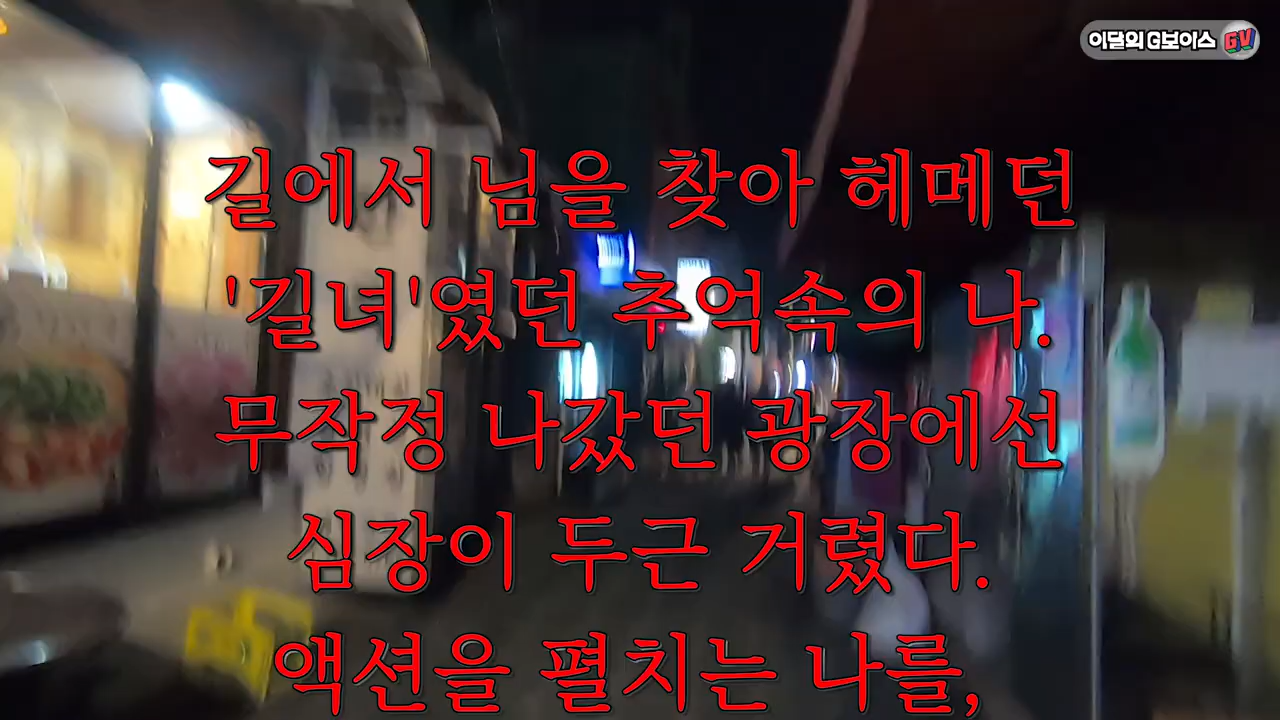 이달의 G보이스 GV
길에서 님을 찾아 헤메던
'길녀'였던 추억속의 나.
무작정 나갔던 광장에선
심장이 두근 거렸다.
액션을 펼치는 나를,